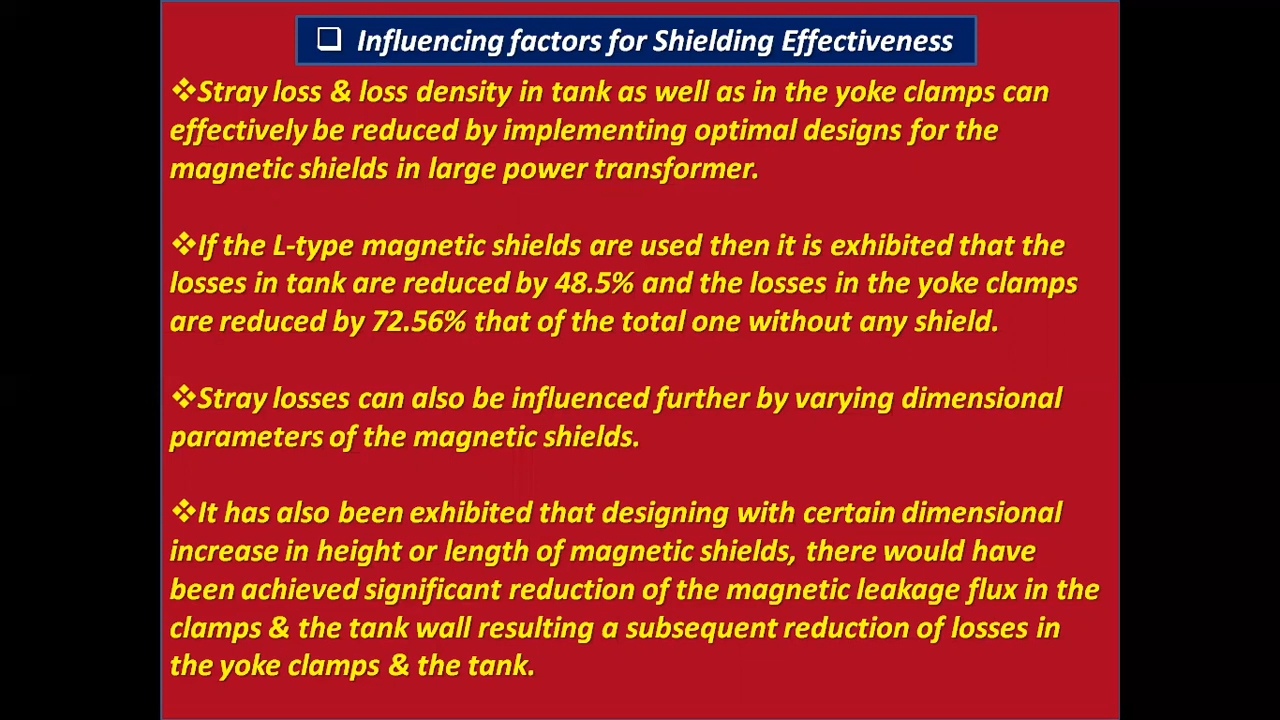 ❑ Influencing factors for Shielding Effectiveness
❖Stray loss & loss density in tank as well as in the yoke clamps can
effectively be reduced by implementing optimal designs for the
magnetic shields in large power transformer.
❖If the L-type magnetic shields are used then it is exhibited that the
losses in tank are reduced by 48.5% and the losses in the yoke clamps
are reduced by 72.56% that of the total one without any shield.
❖Stray losses can also be influenced further by varying dimensional
parameters of the magnetic shields.
❖It has also been exhibited that designing with certain dimensional
increase in height or length of magnetic shields, there would have
been achieved significant reduction of the magnetic leakage flux in the
clamps & the tank wall resulting a subsequent reduction of losses in
the yoke clamps & the tank.